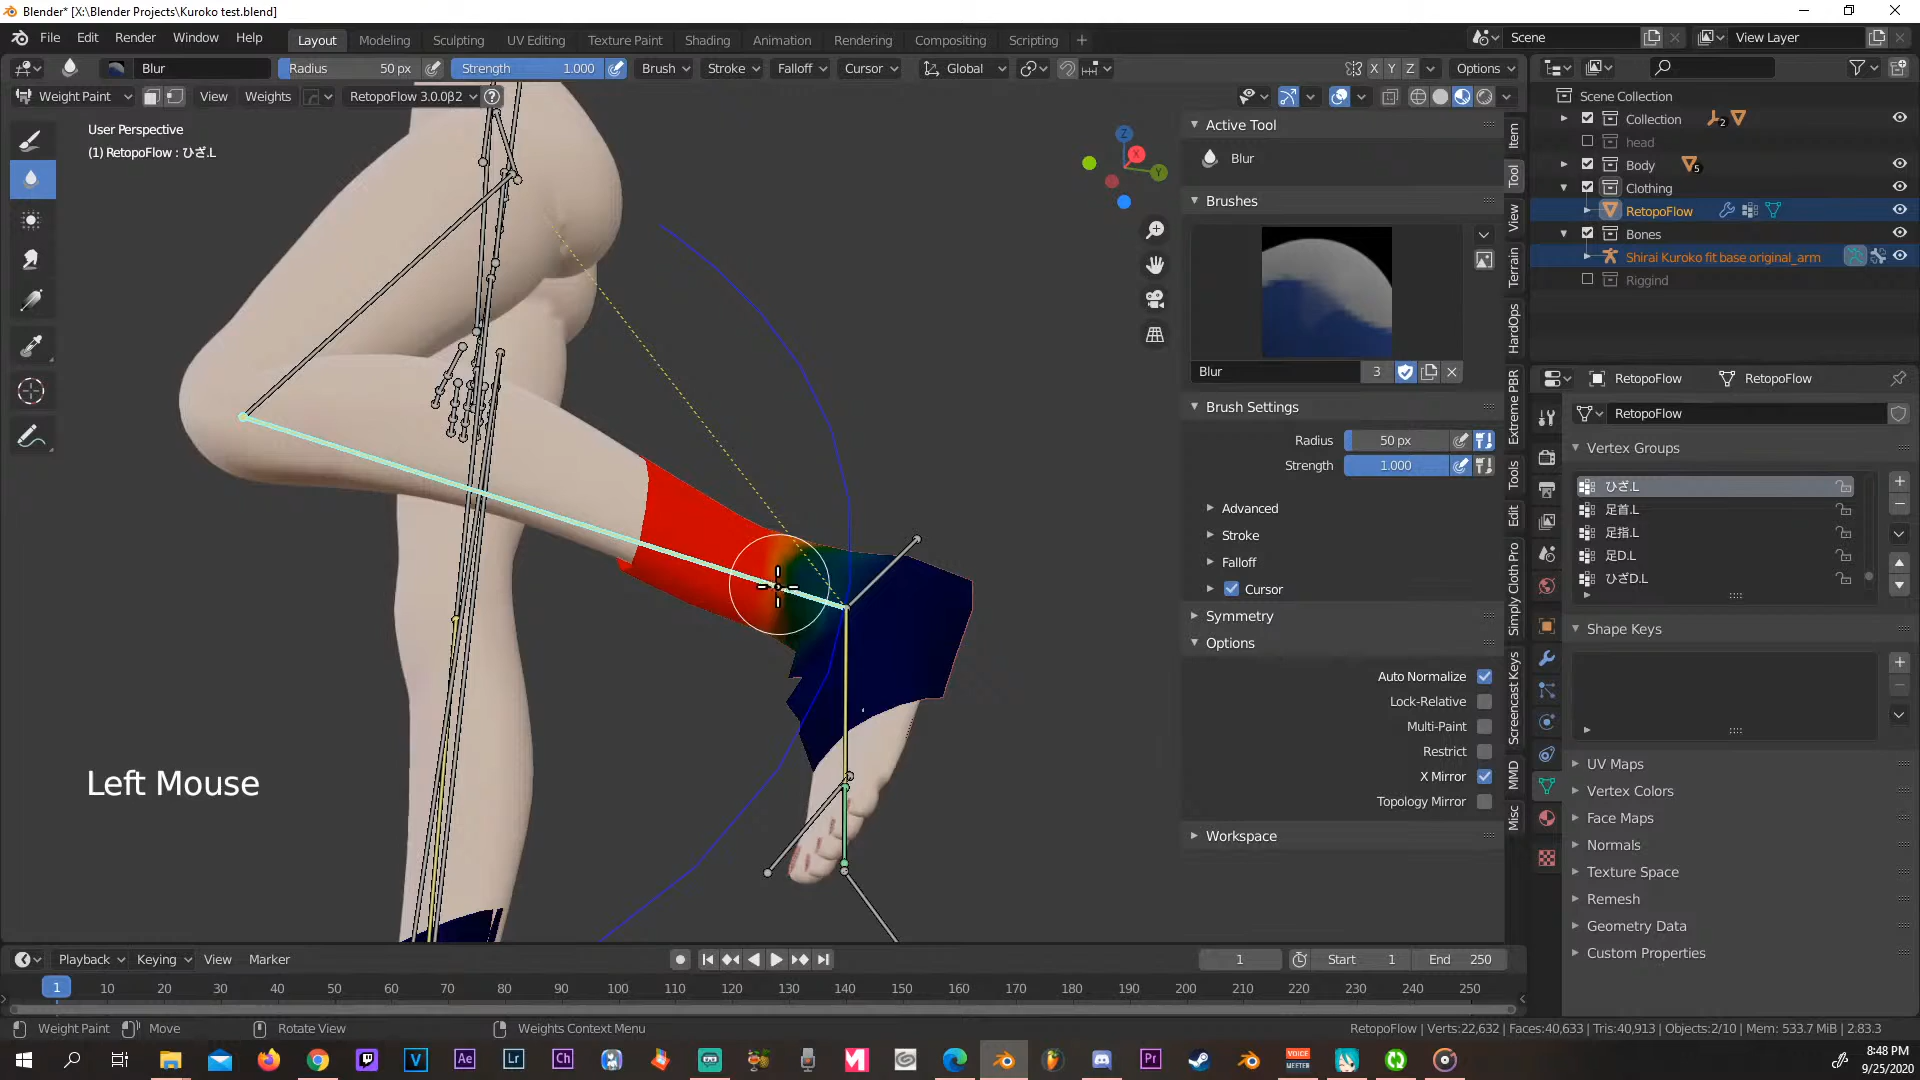 Blender* [X:\Blender Projects\Kuroko test.blend]
File Edit Render Window Help Layout Modeling Sculpting UV Editing Texture Paint Shading Animation Rendering Compositing Scripting + Scene View Layer
Blur Radius 50 px Strength 1.000 Brush Stroke Falloff Cursor Global X Y Z Options
Weight Paint View Weights RetopoFlow 3.0.0β2 ?
User Perspective
(1) RetopoFlow : ひざ.L
Left Mouse
Z
X
Y
Active Tool
Blur
Brushes
Blur 3
Brush Settings
Radius 50 px
Strength 1.000
Advanced
Stroke
Falloff
Cursor
Symmetry
Options
Auto Normalize
Lock-Relative
Multi-Paint
Restrict
X Mirror
Topology Mirror
Workspace
Item
Tool
View
Terrain
HardOps
Extreme PBR
Tools
Edit
Simply Cloth Pro
Screencast Keys
MMD
Misc
Scene Collection
Collection 2
head
Body 5
Clothing
RetopoFlow
Bones
Shirai Kuroko fit base original_arm
Riggind
RetopoFlow RetopoFlow
RetopoFlow
Vertex Groups
ひざ.L
足首.L
足指.L
足D.L
ひざD.L
Shape Keys
UV Maps
Vertex Colors
Face Maps
Normals
Texture Space
Remesh
Geometry Data
Custom Properties
Playback Keying View Marker 1 Start 1 End 250
1 10 20 30 40 50 60 70 80 90 100 110 120 130 140 150 160 170 180 190 200 210 220 230 240 250
Weight Paint Move Rotate View Weights Context Menu RetopoFlow | Verts:22,632 | Faces:40,633 | Tris:40,913 | Objects:2/10 | Mem: 533.7 MiB | 2.83.3
V Ae Lr Ch Pr VOICE MEETER
8:48 PM
9/25/2020